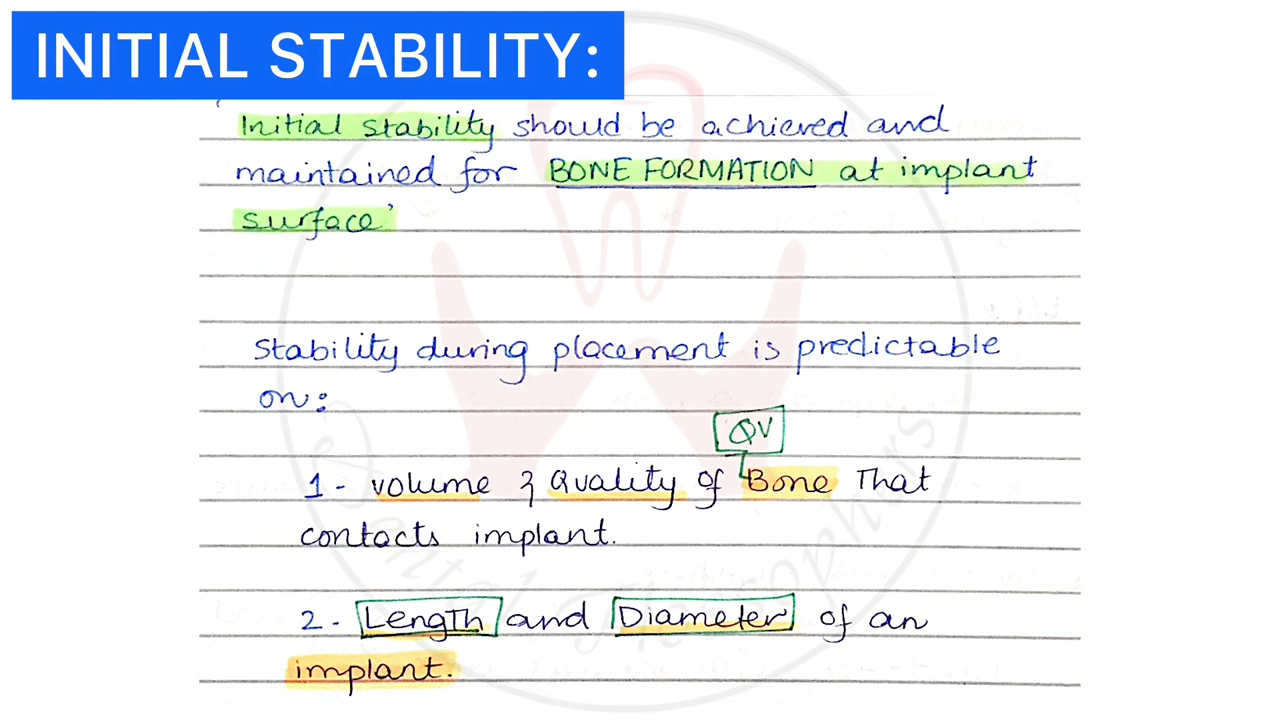 INITIAL STABILITY:
Initial stability should be achieved and
maintained for BONE FORMATION at implant
surface'
Stability during placement is predictable
on:
QV
1- volume & Quality of Bone That
contacts implant.
2- Length and Diameter of an
implant.